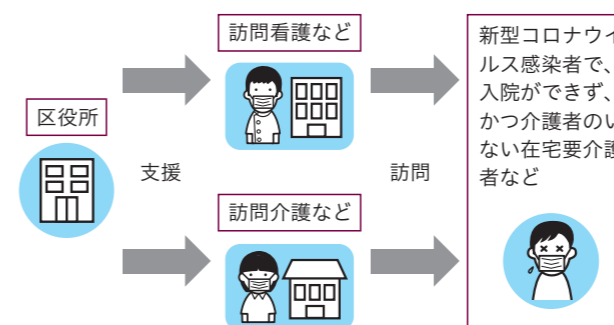 区役所
支援
訪問看護など
訪問介護など
訪問
新型コロナウイ
ルス感染者で、
入院ができず、
かつ介護者のい
ない在宅要介護
者など